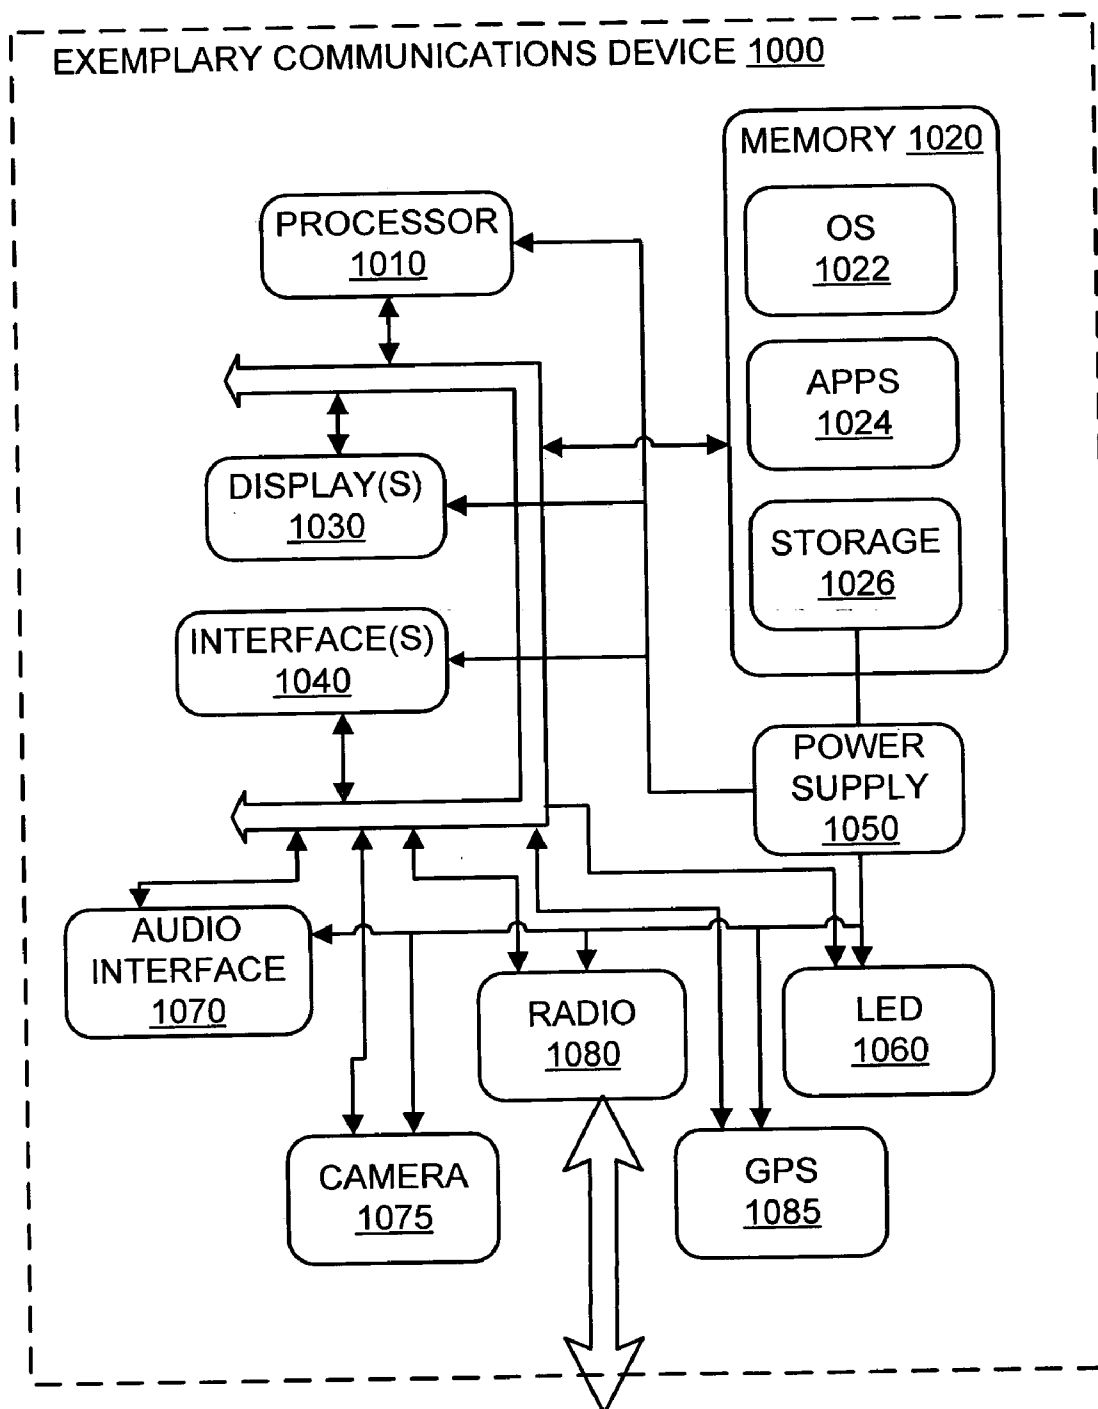 EXEMPLARY COMMUNICATIONS DEVICE 1000
MEMORY 1020
OS
1022
APPS
1024
STORAGE
1026
PROCESSOR
1010
DISPLAY(S)
1030
INTERFACE(S)
1040
POWER
SUPPLY
1050
AUDIO
INTERFACE
1070
RADIO
1080
LED
1060
CAMERA
1075
GPS
1085